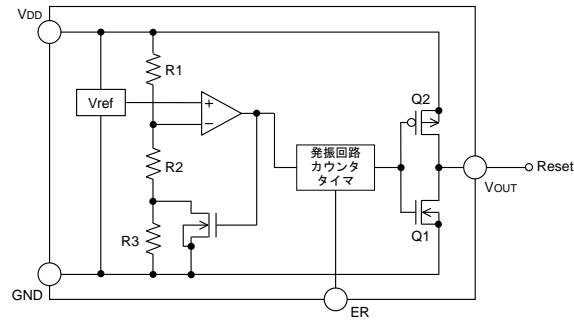 VDD
R1
Vref
+
−
Q2
発振回路
カウンタ
タイマ
Reset
VOUT
R2
R3
Q1
GND
ER